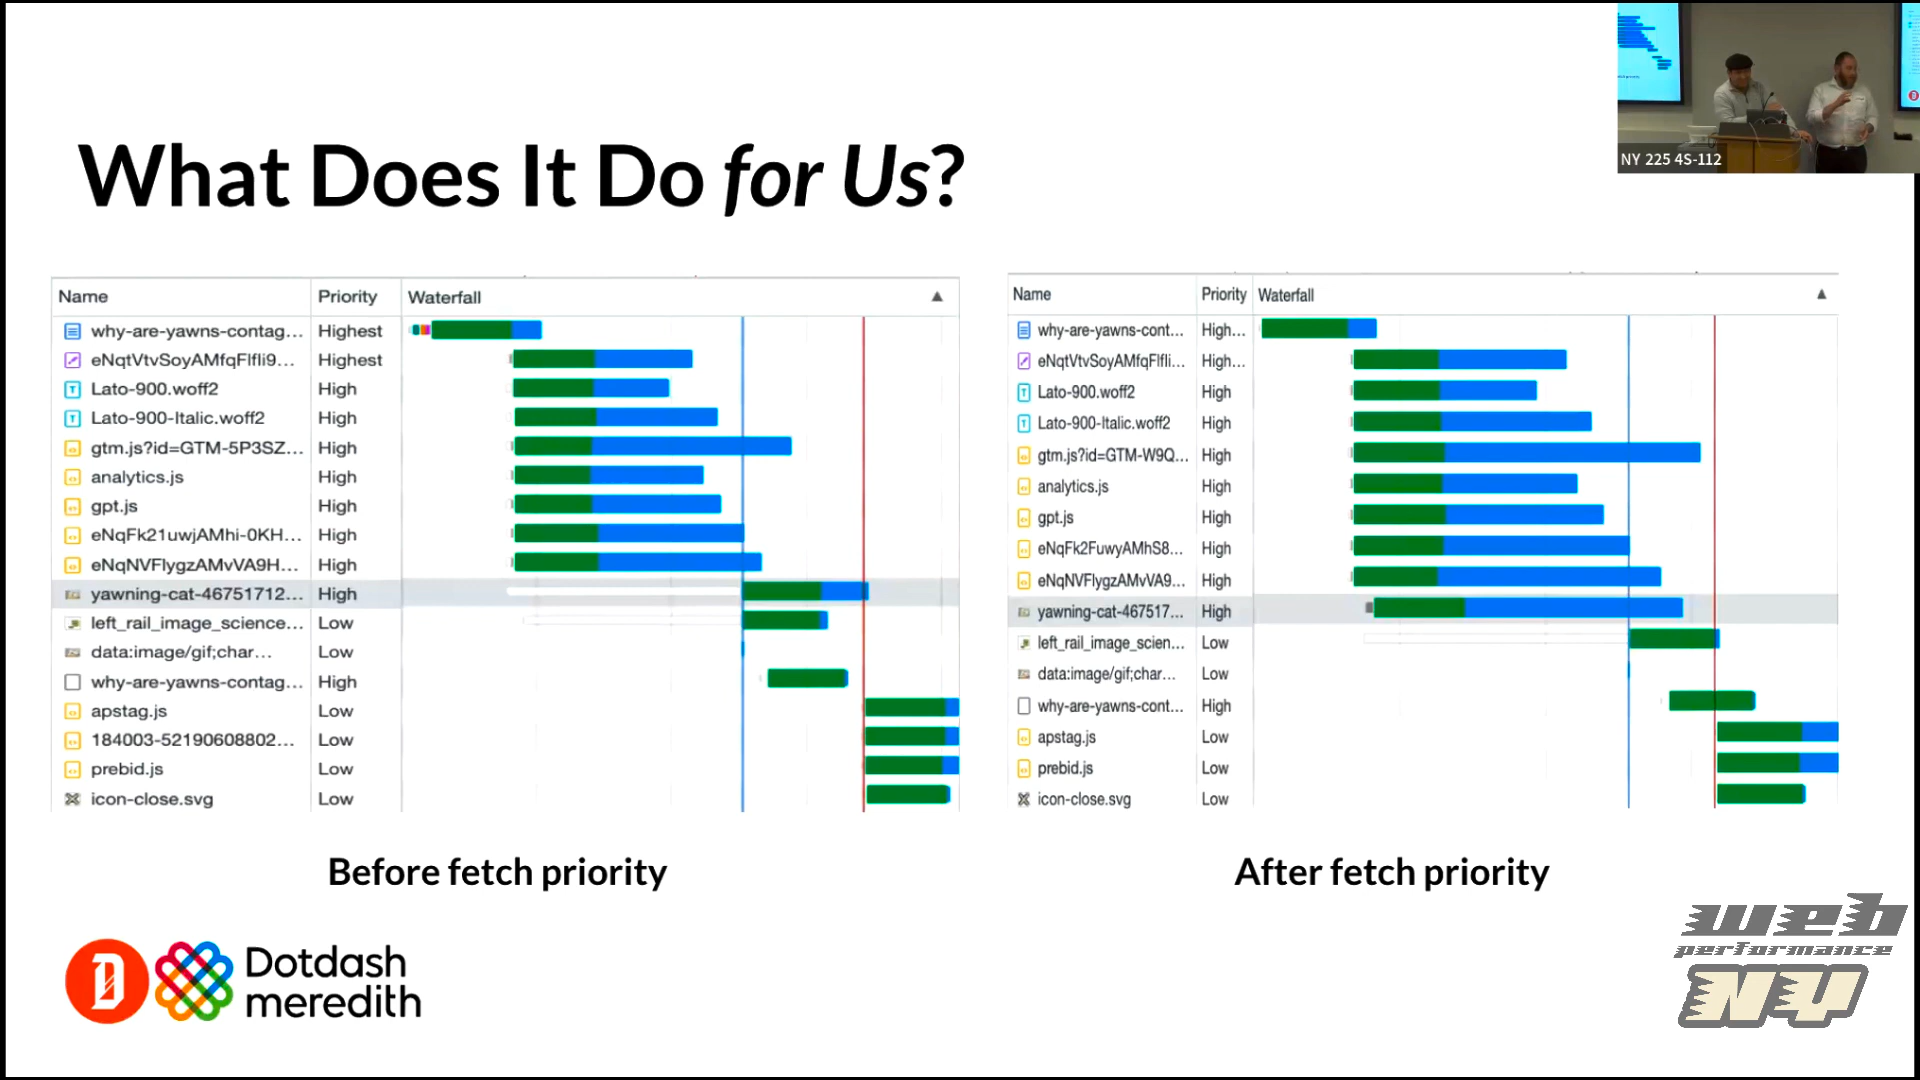 What Does It Do for Us?
NY 225 4S-112
Name Priority Waterfall
why-are-yawns-contag... Highest
eNqtVtvSoyAMfqFlfli9... Highest
Lato-900.woff2 High
Lato-900-Italic.woff2 High
gtm.js?id=GTM-5P3SZ... High
analytics.js High
gpt.js High
eNqFk21uwjAMhi-0KH... High
eNqNVFlygzAMvVA9H... High
yawning-cat-46751712... High
left_rail_image_science... Low
data:image/gif;char... Low
why-are-yawns-contag... High
apstag.js Low
184003-52190608802... Low
prebid.js Low
icon-close.svg Low
Before fetch priority
Name Priority Waterfall
why-are-yawns-cont... High...
eNqtVtvSoyAMfqFlfli... High...
Lato-900.woff2 High
Lato-900-Italic.woff2 High
gtm.js?id=GTM-W9Q... High
analytics.js High
gpt.js High
eNqFk2FuwyAMhS8... High
eNqNVFlygzAMvVA9... High
yawning-cat-467517... High
left_rail_image_scien... Low
data:image/gif;char... Low
why-are-yawns-cont... High
apstag.js Low
prebid.js Low
icon-close.svg Low
After fetch priority
D
Dotdash
meredith
web
performance
NY